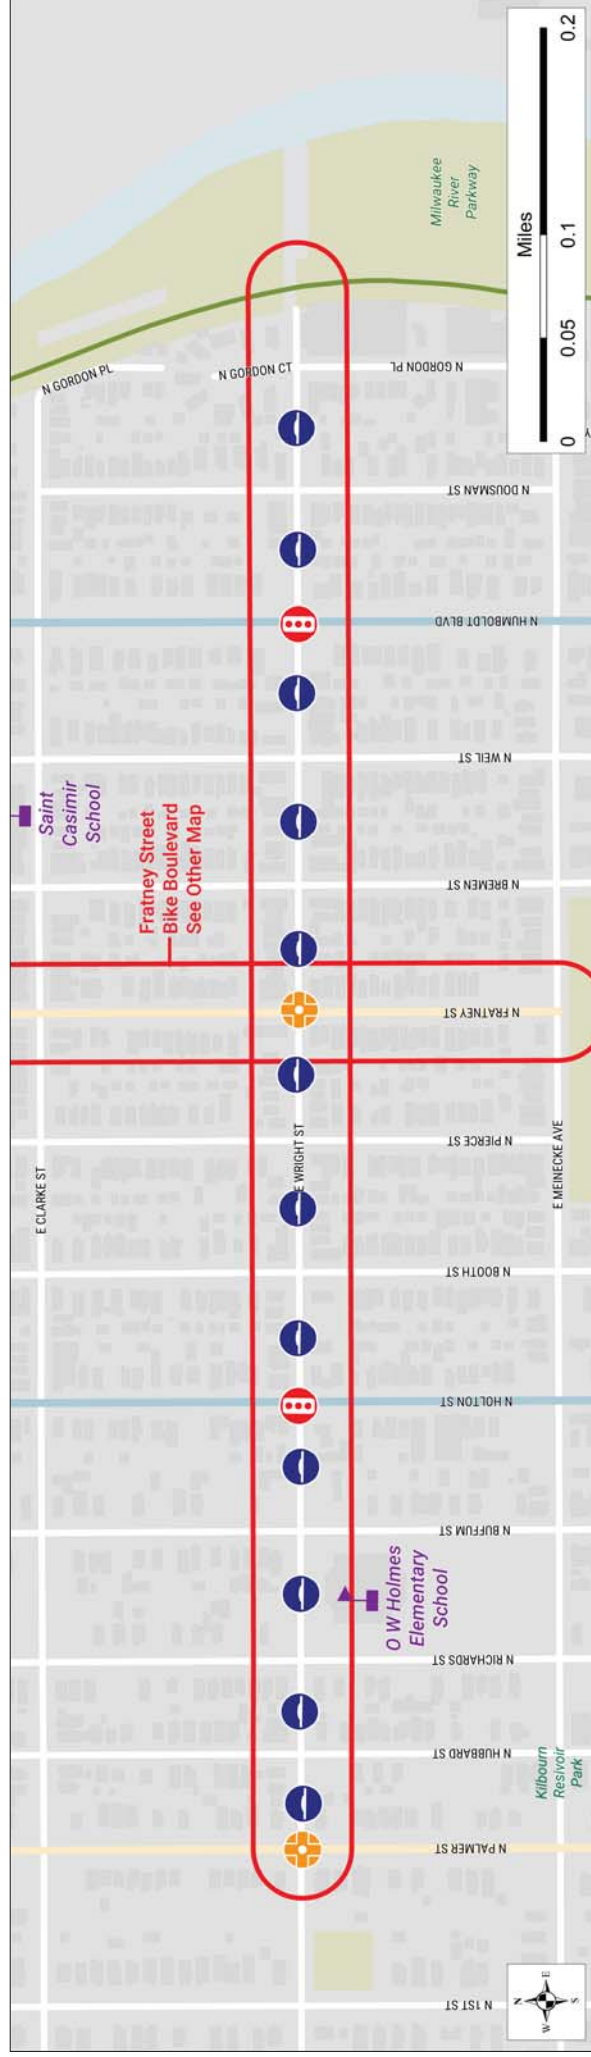 0.2
Miles
0.1
0.05
0
Milwaukee
River
Parkway
N GORDON PL
N GORDON CT
N GORDON PL
N DOUSMAN ST
N HUMBOLDT BLVD
N WEIL ST
Saint
Casimir
School
Fratney Street
Bike Boulevard
See Other Map
N BREMEN ST
N FRATNEY ST
N PIERCE ST
E CLARKE ST
E WRIGHT ST
E MEINECKE AVE
N BOOTH ST
N HOLTON ST
N BUFFUM ST
O W Holmes
Elementary
School
N RICHARDS ST
N HUBBARD ST
Kilbourn
Resivoir
Park
N PALMER ST
N 1ST ST
N
W
E
S